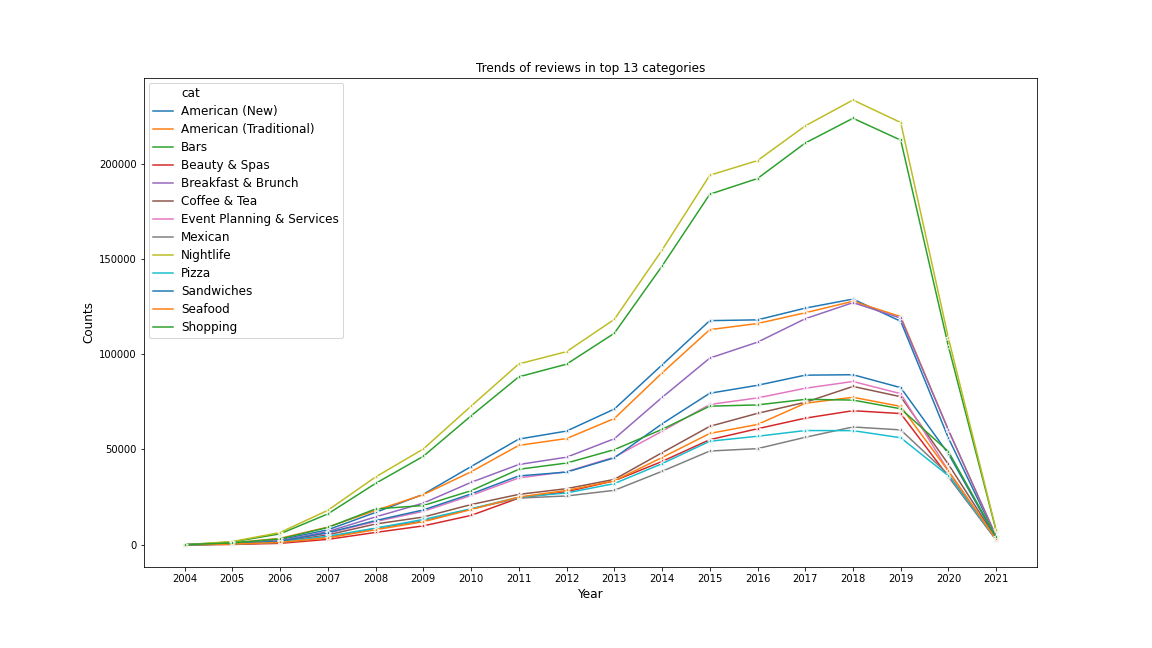 Trends of reviews in top 13 categories
cat
American (New)
American (Traditional)
Bars
Beauty & Spas
Breakfast & Brunch
Coffee & Tea
Event Planning & Services
Mexican
Nightlife
Pizza
Sandwiches
Seafood
Shopping
200000
150000
100000
50000
0
Counts
2004 2005 2006 2007 2008 2009 2010 2011 2012 2013 2014 2015 2016 2017 2018 2019 2020 2021
Year